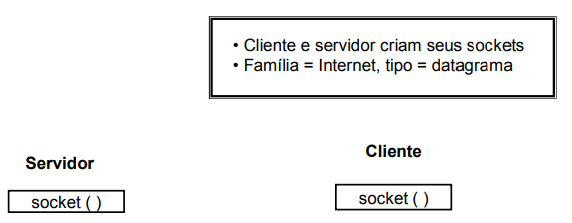 • Cliente e servidor criam seus sockets
• Família = Internet, tipo = datagrama
Servidor
Cliente
socket ( )
socket ( )